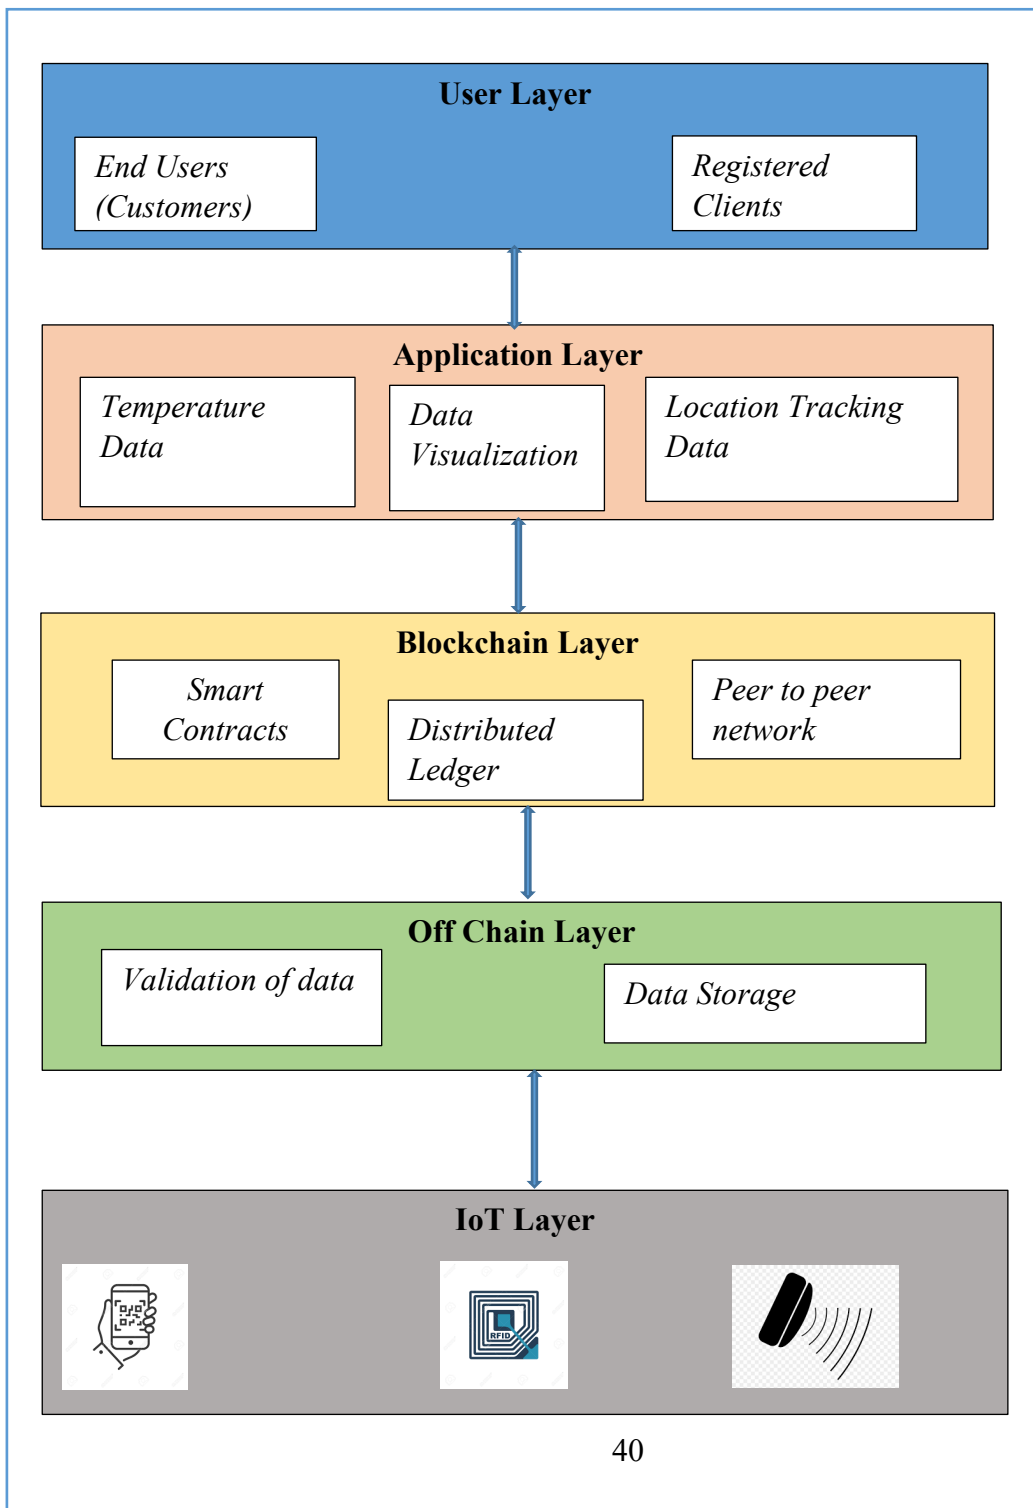 User Layer
End Users
(Customers)
Registered
Clients
Application Layer
Temperature
Data
Data
Visualization
Location Tracking
Data
Blockchain Layer
Smart
Contracts
Distributed
Ledger
Peer to peer
network
Off Chain Layer
Validation of data
Data Storage
IoT Layer
RFID
40